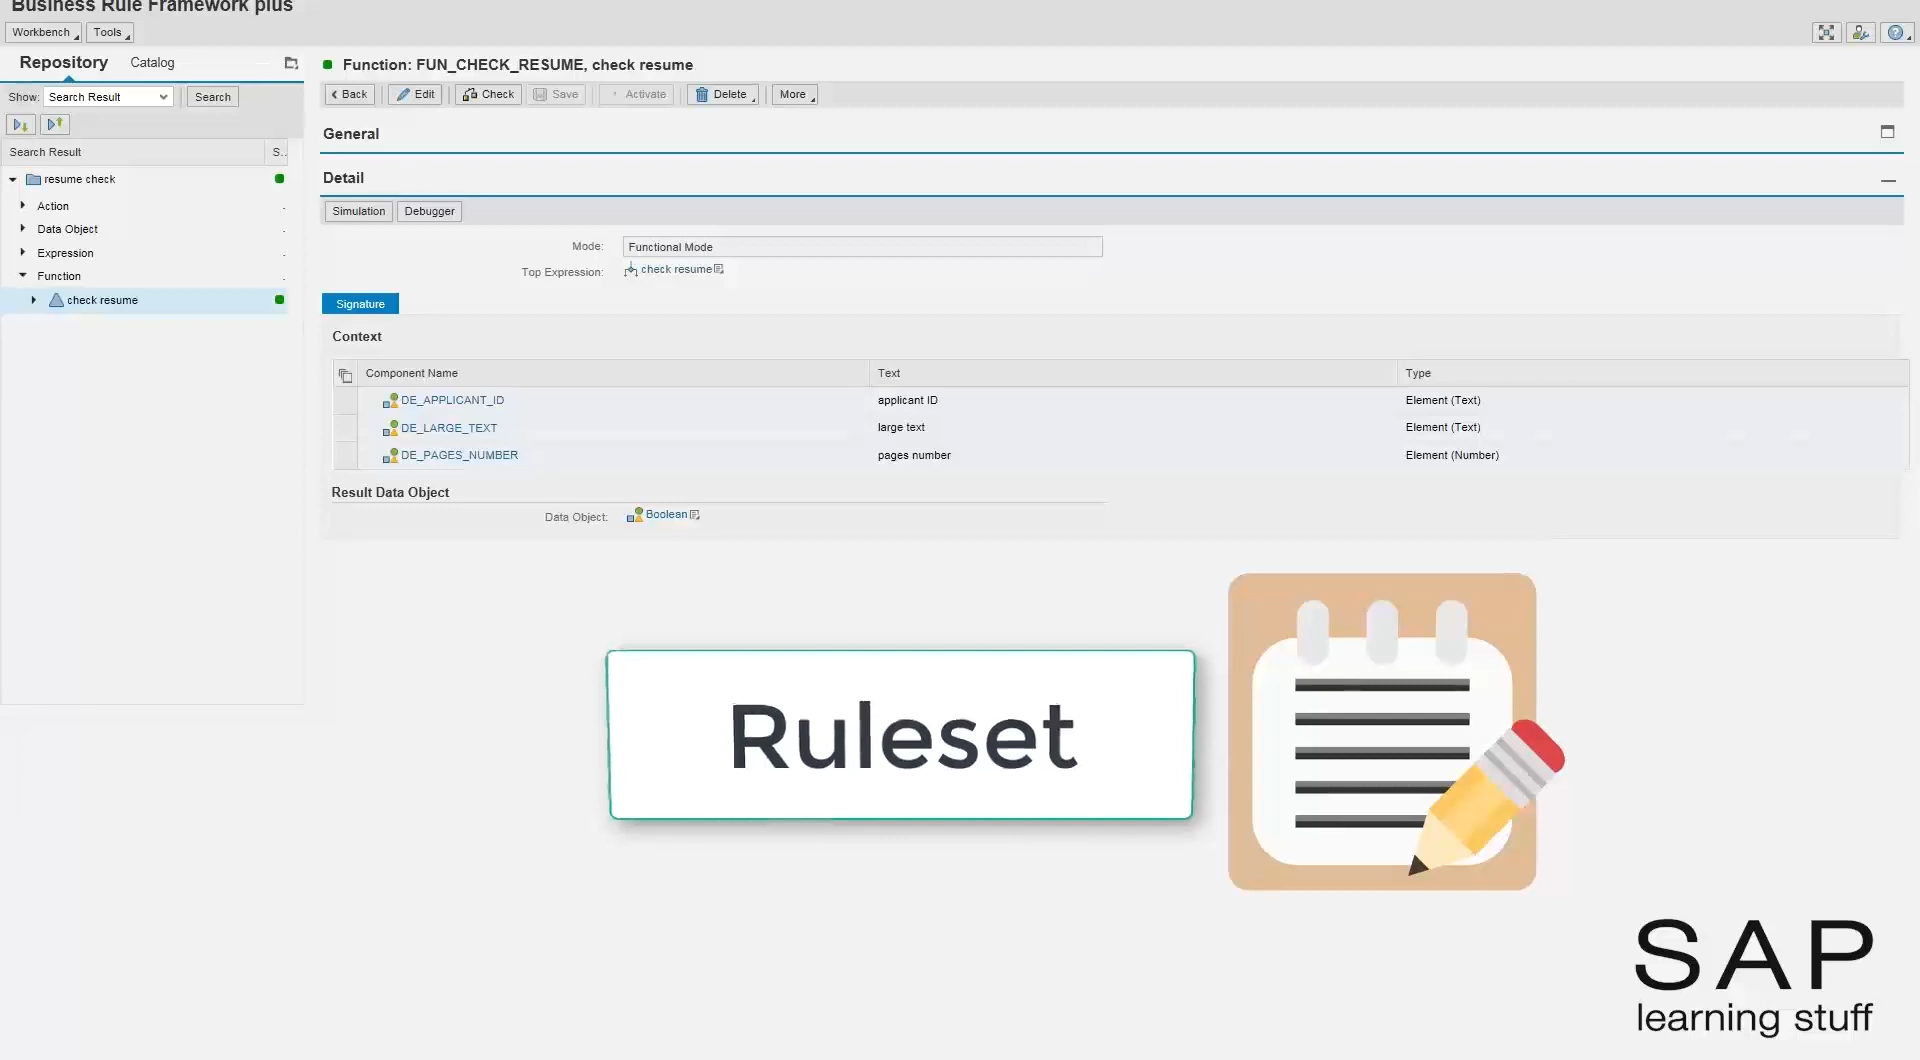 Business Rule Framework plus
Workbench Tools
Repository Catalog
Show: Search Result Search
Search Result S..
resume check
Action
Data Object
Expression
Function
check resume
Function: FUN_CHECK_RESUME, check resume
Back Edit Check Save Activate Delete More
General
Detail
Simulation Debugger
Mode: Functional Mode
Top Expression: check resume
Signature
Context
Component Name Text Type
DE_APPLICANT_ID applicant ID Element (Text)
DE_LARGE_TEXT large text Element (Text)
DE_PAGES_NUMBER pages number Element (Number)
Result Data Object
Data Object: Boolean
Ruleset
SAP
learning stuff